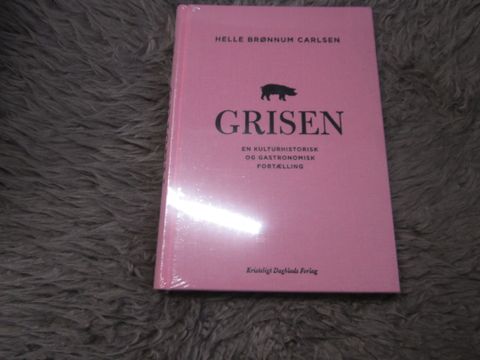 HELLE BRØNNUM CARLSEN
GRISEN
EN KULTURHISTORISK
OG GASTRONOMISK
FORTÆLLING
Kristeligt Dagblads Forlag